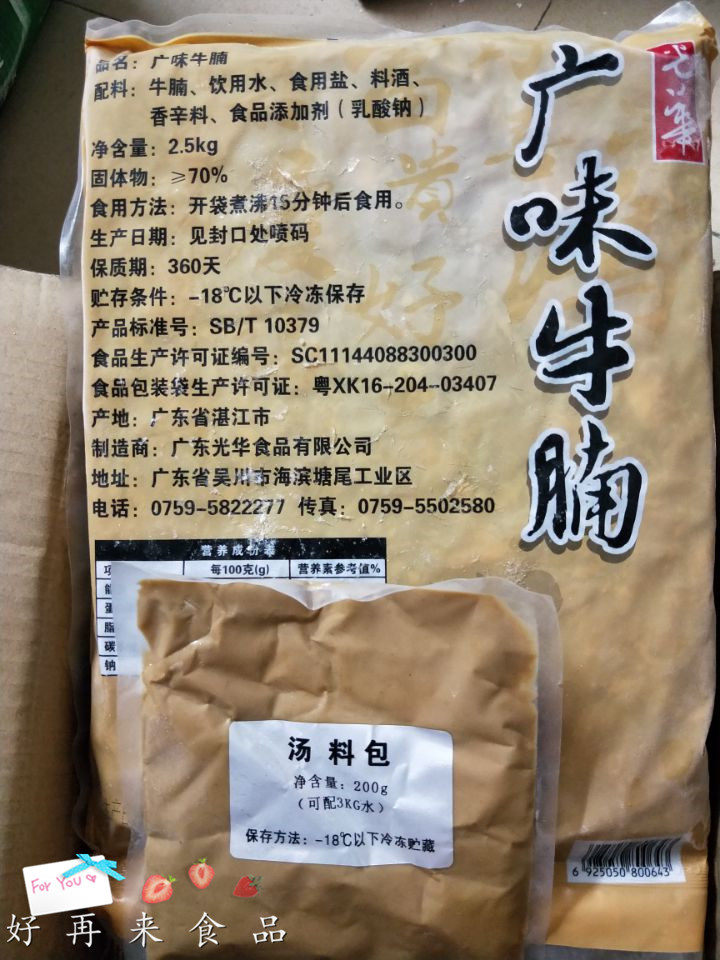 品名：广味牛腩
配料：牛腩、饮用水、食用盐、料酒、
香辛料、食品添加剂（乳酸钠）
净含量：2.5kg
固体物：≥70%
食用方法：开袋煮沸15分钟后食用。
生产日期：见封口处喷码
保质期：360天
贮存条件：-18℃以下冷冻保存
产品标准号：SB/T 10379
食品生产许可证编号：SC11144088300300
食品包装袋生产许可证：粤XK16-204-03407
产地：广东省湛江市
制造商：广东光华食品有限公司
地址：广东省吴川市海滨塘尾工业区
电话：0759-5822277 传真：0759-5502580
营养成分表
每100克(g) 营养素参考值%
蛋
脂
碳
钠
广味牛腩
汤料包
净含量：200g
（可配3KG水）
保存方法：-18℃以下冷冻贮藏
6 925050 800643
For You
好再来食品